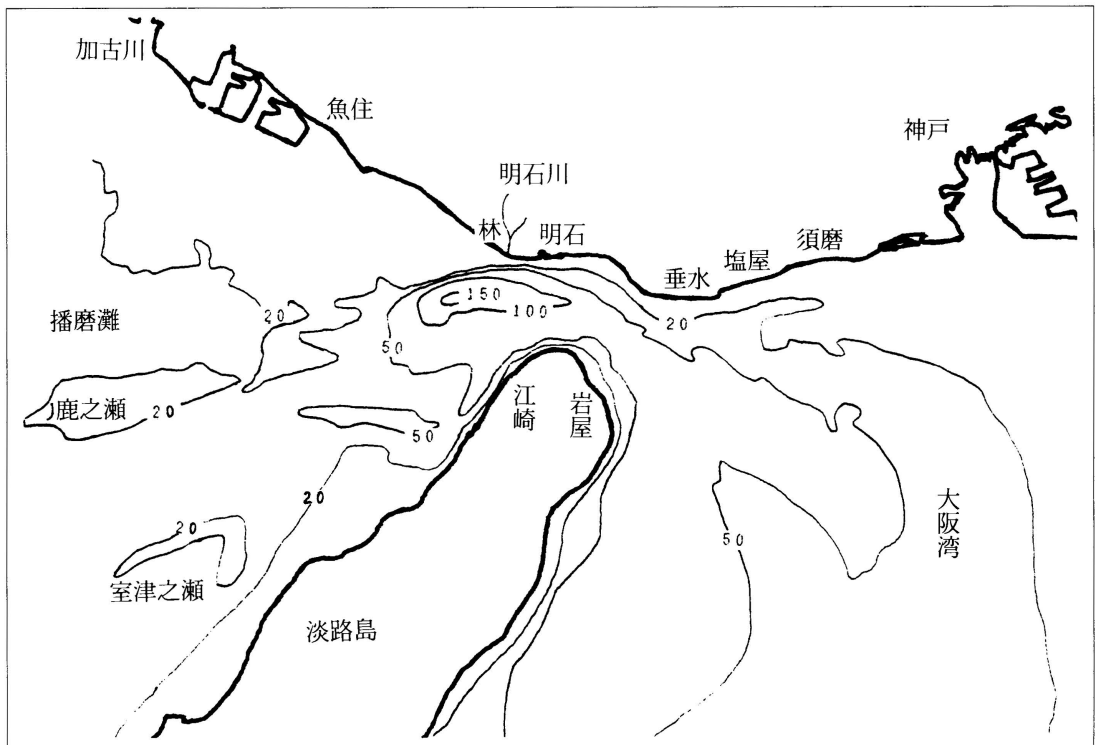 加古川
魚住
神戸
明石川
林
明石
須磨
塩屋
垂水
150
100
20
20
播磨灘
50
江崎
岩屋
鹿之瀬
20
50
20
大阪湾
20
50
室津之瀬
淡路島